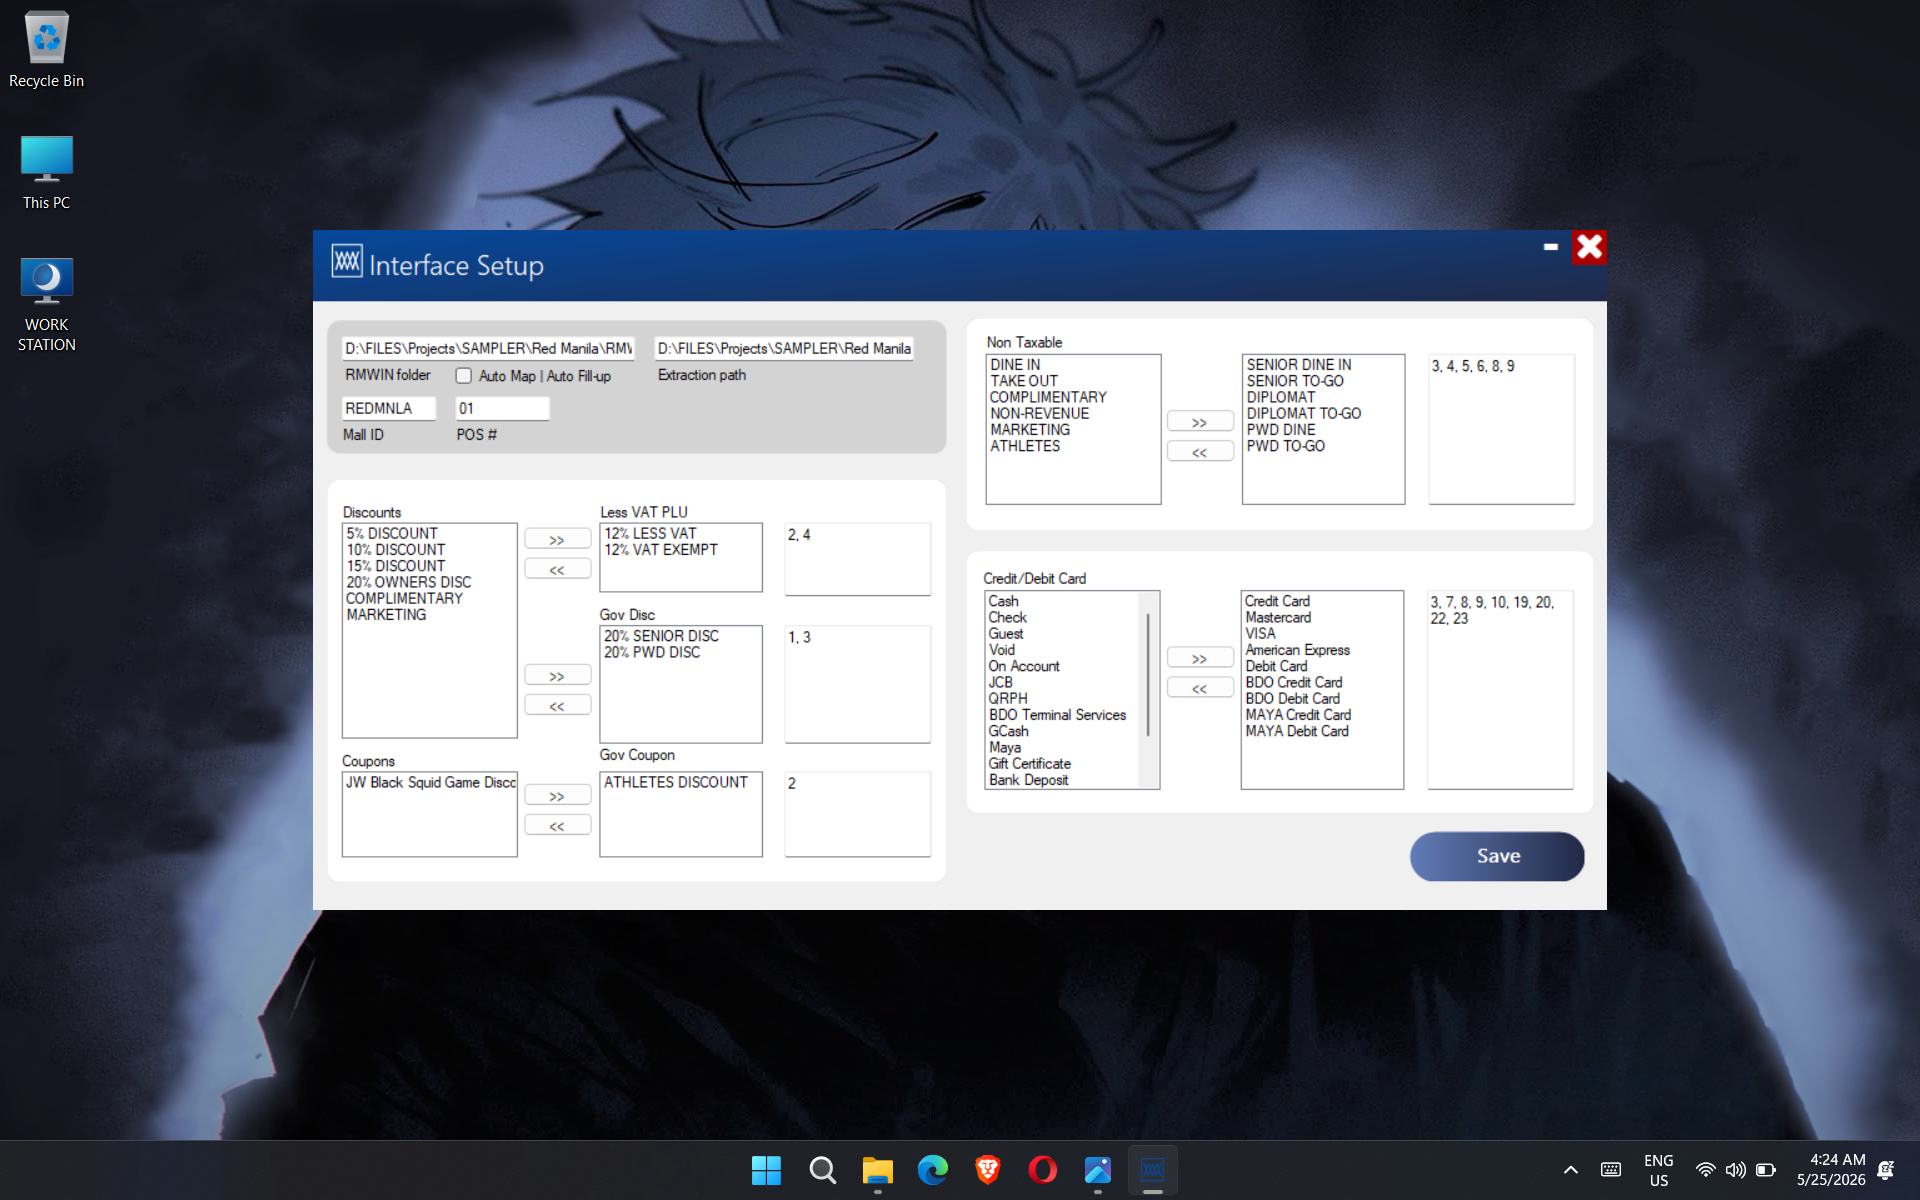 Recycle Bin
This PC
WORK
STATION
Interface Setup
D:\FILES\Projects\SAMPLER\Red Manila\RMW
D:\FILES\Projects\SAMPLER\Red Manila
RMWIN folder
Auto Map | Auto Fill-up
Extraction path
REDMNLA
01
Mall ID
POS #
Discounts
5% DISCOUNT
10% DISCOUNT
15% DISCOUNT
20% OWNERS DISC
COMPLIMENTARY
MARKETING
>>
<<
Less VAT PLU
12% LESS VAT
12% VAT EXEMPT
2, 4
Gov Disc
20% SENIOR DISC
20% PWD DISC
1, 3
>>
<<
Coupons
JW Black Squid Game Disco
>>
<<
Gov Coupon
ATHLETES DISCOUNT
2
Non Taxable
DINE IN
TAKE OUT
COMPLIMENTARY
NON-REVENUE
MARKETING
ATHLETES
>>
<<
SENIOR DINE IN
SENIOR TO-GO
DIPLOMAT
DIPLOMAT TO-GO
PWD DINE
PWD TO-GO
3, 4, 5, 6, 8, 9
Credit/Debit Card
Cash
Check
Guest
Void
On Account
JCB
QRPH
BDO Terminal Services
GCash
Maya
Gift Certificate
Bank Deposit
>>
<<
Credit Card
Mastercard
VISA
American Express
Debit Card
BDO Credit Card
BDO Debit Card
MAYA Credit Card
MAYA Debit Card
3, 7, 8, 9, 10, 19, 20,
22, 23
Save
ENG
US
4:24 AM
5/25/2026